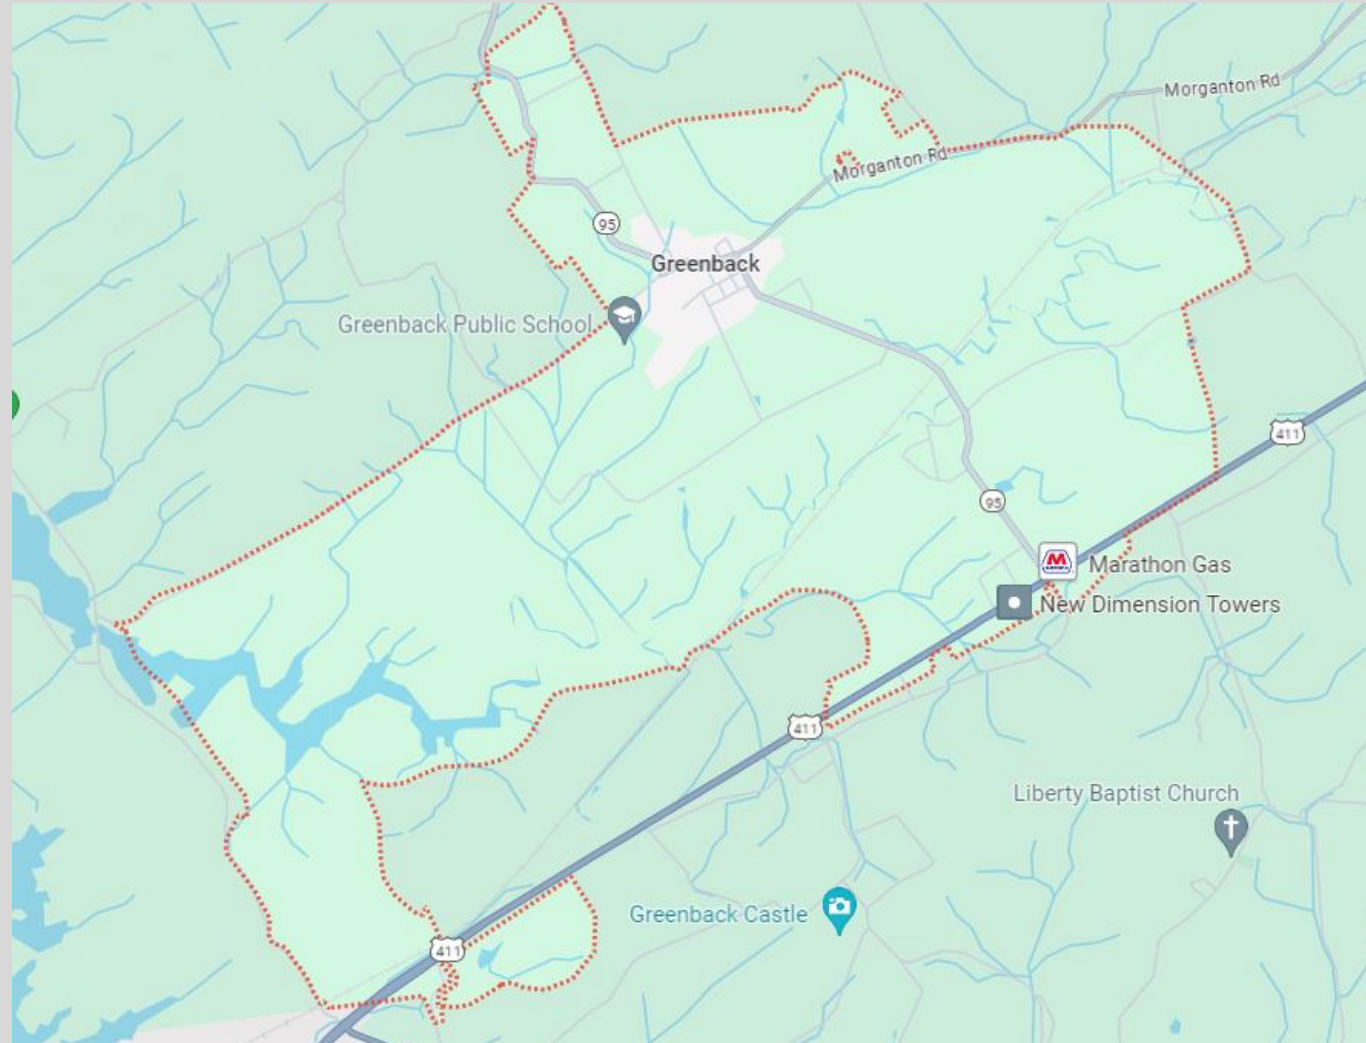 Morganton Rd
Morganton Rd
95
Greenback
Greenback Public School
411
95
M
Marathon Gas
New Dimension Towers
411
Liberty Baptist Church
Greenback Castle
411